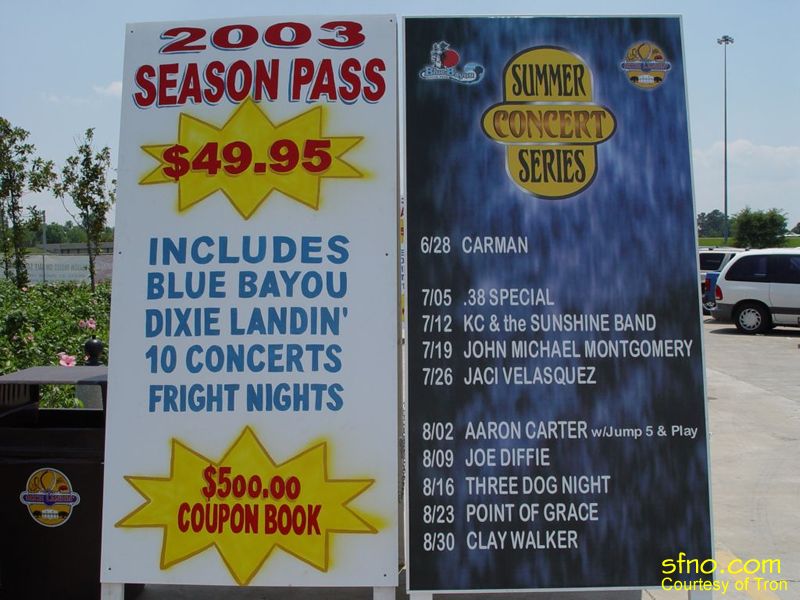 2003
SEASON PASS
$49.95
INCLUDES
BLUE BAYOU
DIXIE LANDIN'
10 CONCERTS
FRIGHT NIGHTS
$500.00
COUPON BOOK
Blue Bayou
SUMMER
CONCERT
SERIES
6/28 CARMAN
7/05 .38 SPECIAL
7/12 KC & the SUNSHINE BAND
7/19 JOHN MICHAEL MONTGOMERY
7/26 JACI VELASQUEZ
8/02 AARON CARTER w/Jump 5 & Play
8/09 JOE DIFFIE
8/16 THREE DOG NIGHT
8/23 POINT OF GRACE
8/30 CLAY WALKER
sfno.com
Courtesy of Tron